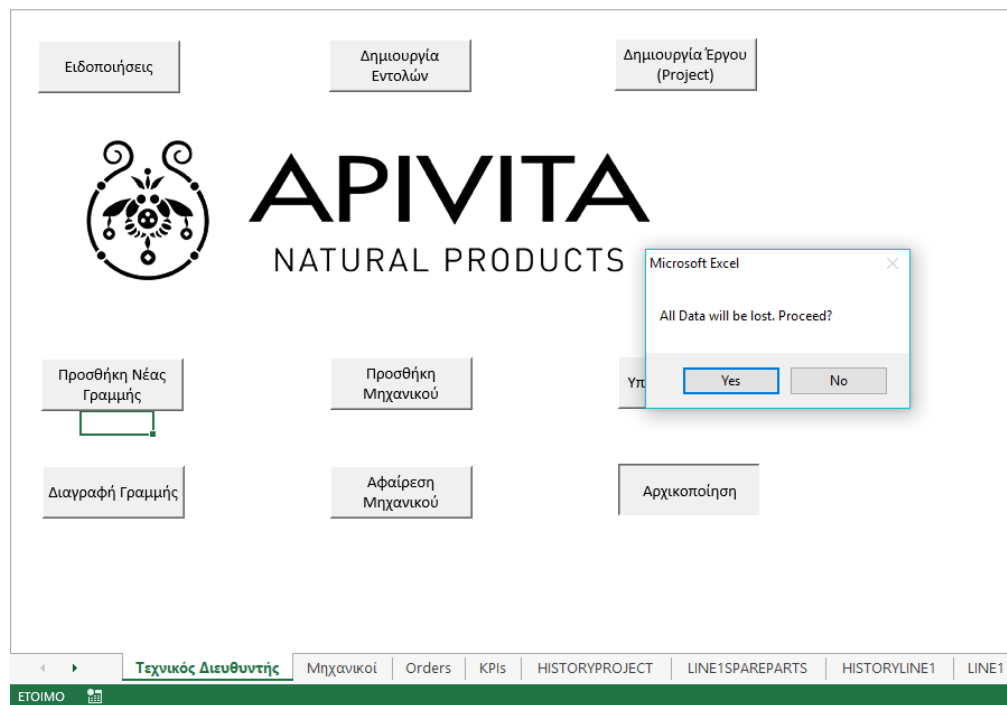 Ειδοποιήσεις
Δημιουργία
Εντολών
Δημιουργία Έργου
(Project)
APIVITA
NATURAL PRODUCTS
Microsoft Excel
All Data will be lost. Proceed?
Yes
No
Προσθήκη Νέας
Γραμμής
Προσθήκη
Μηχανικού
Διαγραφή Γραμμής
Αφαίρεση
Μηχανικού
Αρχικοποίηση
Τεχνικός Διευθυντής
Μηχανικοί
Orders
KPIs
HISTORYPROJECT
LINE1SPAREPARTS
HISTORYLINE1
LINE1
ΕΤΟΙΜΟ